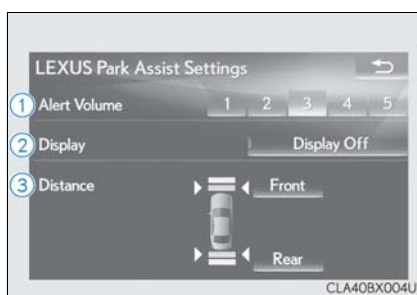 LEXUS Park Assist Settings
1 Alert Volume 1 2 3 4 5
2 Display Display Off
3 Distance Front
Rear
CLA40BX004U